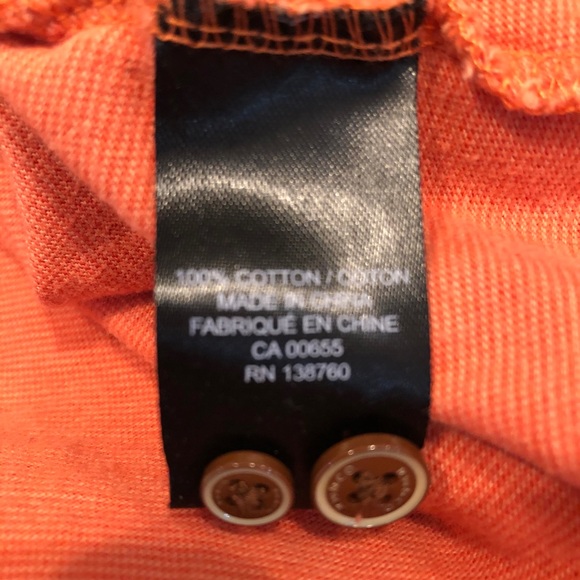 100% COTTON / COTON
MADE IN CHINA
FABRIQUÉ EN CHINE
CA 00655
RN 138760